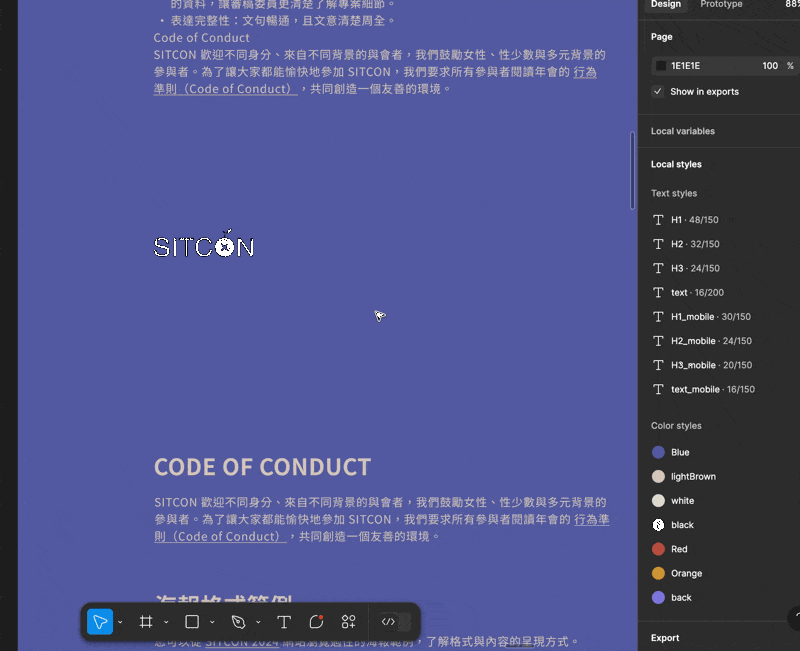 的資料，讓審稿委員更清楚了解專案細節。
• 表達完整性：文句暢通，且文意清楚周全。
Code of Conduct
SITCON 歡迎不同身分、來自不同背景的與會者，我們鼓勵女性、性少數與多元背景的
參與者。為了讓大家都能愉快地參加 SITCON，我們要求所有參與者閱讀年會的 行為
準則（Code of Conduct），共同創造一個友善的環境。
SITCON
CODE OF CONDUCT
SITCON 歡迎不同身分、來自不同背景的與會者，我們鼓勵女性、性少數與多元背景的
參與者。為了讓大家都能愉快地參加 SITCON，我們要求所有參與者閱讀年會的 行為準
則（Code of Conduct），共同創造一個友善的環境。
海報格式範例
您可以從 SITCON 2024 網站瀏覽過往的海報範例，了解格式與內容的呈現方式。
Design
Prototype
88%
Page
1E1E1E
100
%
Show in exports
Local variables
Local styles
Text styles
H1 · 48/150
H2 · 32/150
H3 · 24/150
text · 16/200
H1_mobile · 30/150
H2_mobile · 24/150
H3_mobile · 20/150
text_mobile · 16/150
Color styles
Blue
lightBrown
white
black
Red
Orange
back
Export